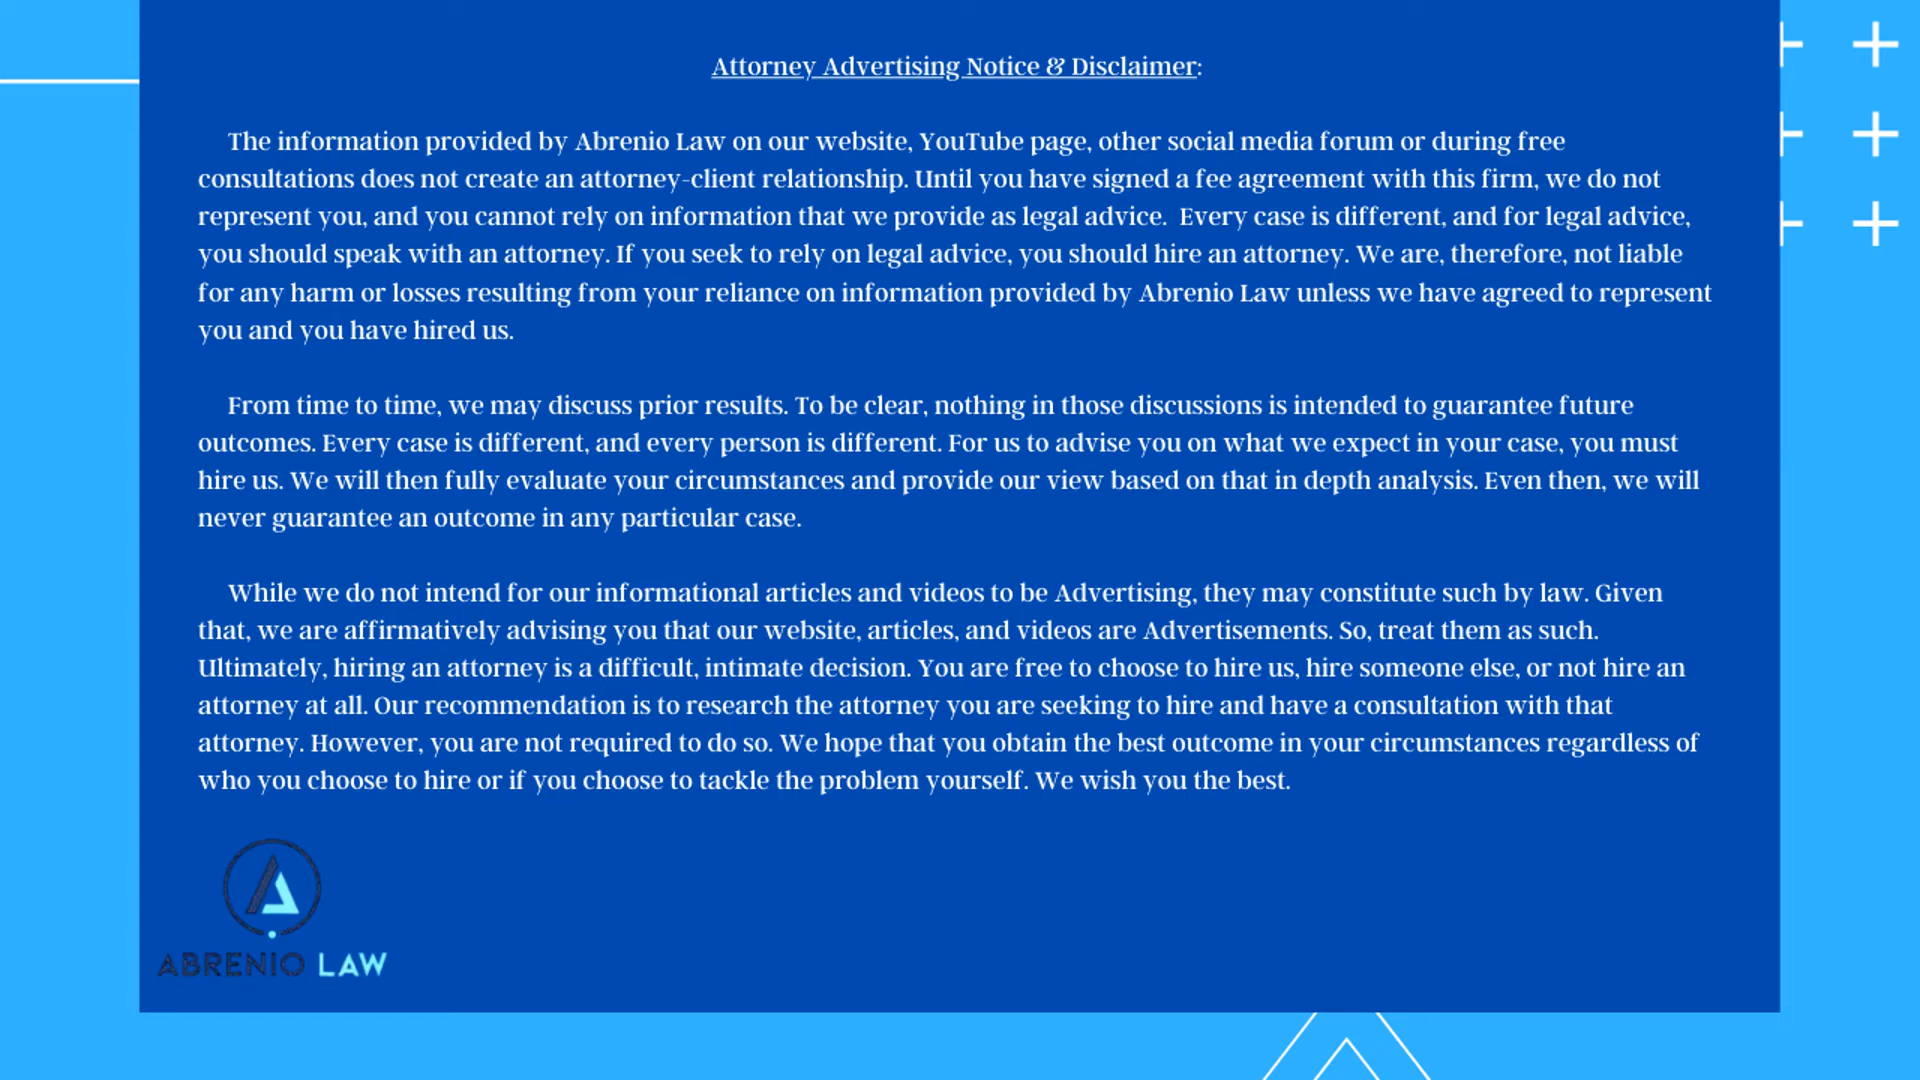 Attorney Advertising Notice & Disclaimer:
The information provided by Abrenio Law on our website, YouTube page, other social media forum or during free
consultations does not create an attorney-client relationship. Until you have signed a fee agreement with this firm, we do not
represent you, and you cannot rely on information that we provide as legal advice.  Every case is different, and for legal advice,
you should speak with an attorney. If you seek to rely on legal advice, you should hire an attorney. We are, therefore, not liable
for any harm or losses resulting from your reliance on information provided by Abrenio Law unless we have agreed to represent
you and you have hired us.
From time to time, we may discuss prior results. To be clear, nothing in those discussions is intended to guarantee future
outcomes. Every case is different, and every person is different. For us to advise you on what we expect in your case, you must
hire us. We will then fully evaluate your circumstances and provide our view based on that in depth analysis. Even then, we will
never guarantee an outcome in any particular case.
While we do not intend for our informational articles and videos to be Advertising, they may constitute such by law. Given
that, we are affirmatively advising you that our website, articles, and videos are Advertisements. So, treat them as such.
Ultimately, hiring an attorney is a difficult, intimate decision. You are free to choose to hire us, hire someone else, or not hire an
attorney at all. Our recommendation is to research the attorney you are seeking to hire and have a consultation with that
attorney. However, you are not required to do so. We hope that you obtain the best outcome in your circumstances regardless of
who you choose to hire or if you choose to tackle the problem yourself. We wish you the best.
ABRENIO LAW